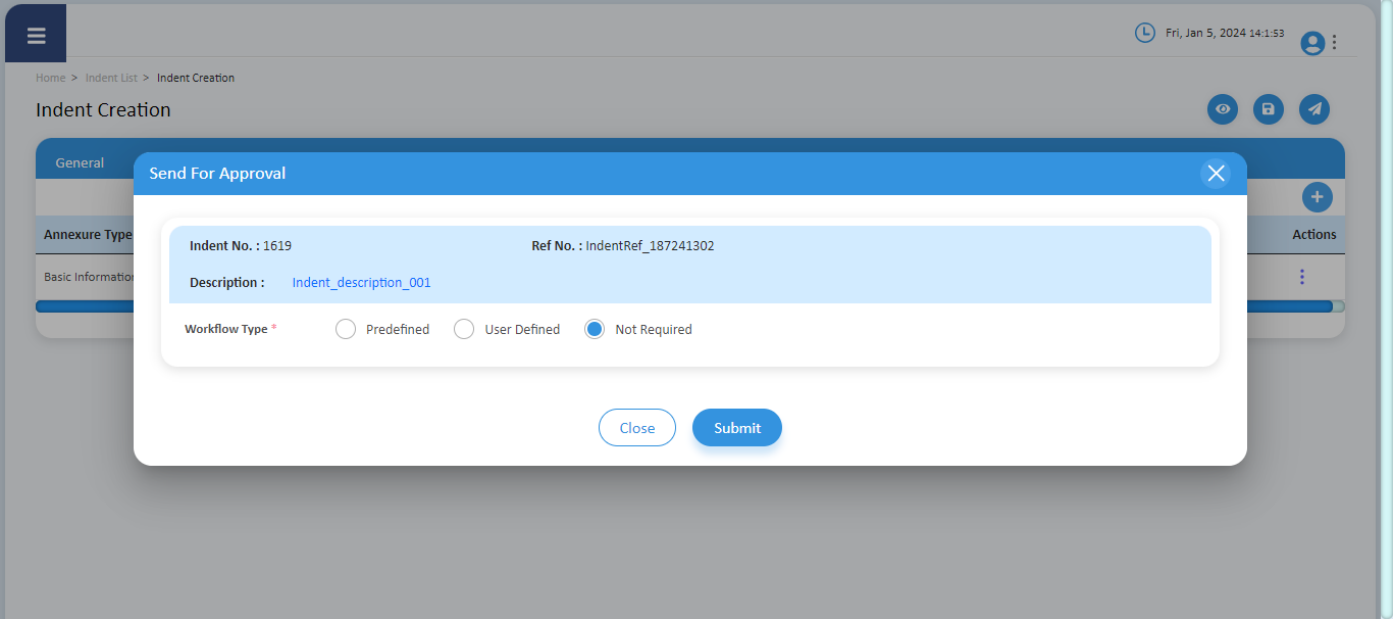 Fri, Jan 5, 2024 14:1:53
Home > Indent List > Indent Creation
Indent Creation
General
Send For Approval
Annexure Type
Actions
Indent No. : 1619 Ref No. : IndentRef_187241302
Description : Indent_description_001
Basic Information
Workflow Type * Predefined User Defined Not Required
Close Submit